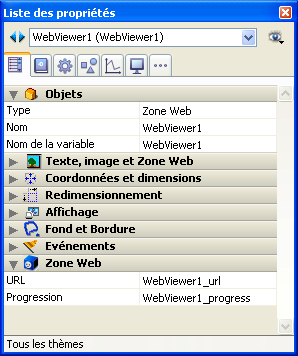 Liste des propriétés
WebViewer1 (WebViewer1)
Objets
Type Zone Web
Nom WebViewer1
Nom de la variable WebViewer1
Texte, image et Zone Web
Coordonnées et dimensions
Redimensionnement
Affichage
Fond et Bordure
Evénements
Zone Web
URL WebViewer1_url
Progression WebViewer1_progress
Tous les thèmes